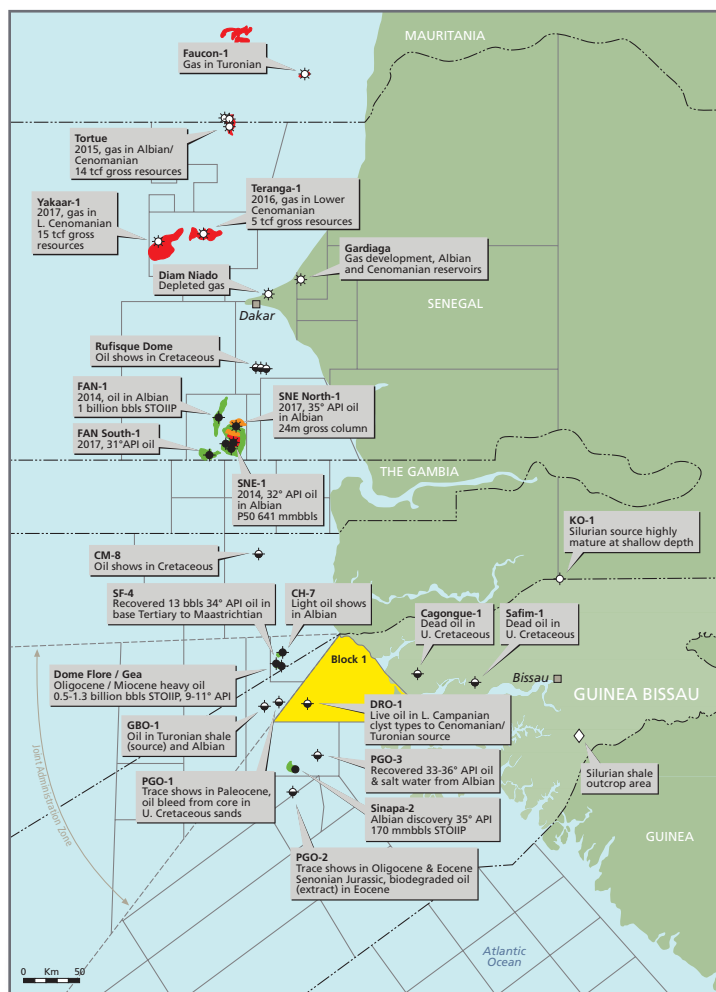 MAURITANIA
Faucon-1
Gas in Turonian
Tortue
2015, gas in Albian/
Cenomanian
14 tcf gross resources
Teranga-1
2016, gas in Lower
Cenomanian
5 tcf gross resources
Yakaar-1
2017, gas in
L. Cenomanian
15 tcf gross
resources
Gardiaga
Gas development, Albian
and Cenomanian reservoirs
Diam Niado
Depleted gas
Dakar
SENEGAL
Rufisque Dome
Oil shows in Cretaceous
FAN-1
2014, oil in Albian
1 billion bbls STOIIP
SNE North-1
2017, 35° API oil
in Albian
24m gross column
FAN South-1
2017, 31°API oil
THE GAMBIA
SNE-1
2014, 32° API oil
in Albian
P50 641 mmbbls
KO-1
Silurian source highly
mature at shallow depth
CM-8
Oil shows in Cretaceous
SF-4
Recovered 13 bbls 34° API oil in
base Tertiary to Maastrichtian
CH-7
Light oil shows
in Albian
Cagongue-1
Dead oil in
U. Cretaceous
Safim-1
Dead oil in
U. Cretaceous
Block 1
Dome Flore / Gea
Oligocene / Miocene heavy oil
0.5-1.3 billion bbls STOIIP, 9-11° API
Bissau
GUINEA BISSAU
DRO-1
Live oil in L. Campanian
clyst types to Cenomanian/
Turonian source
GBO-1
Oil in Turonian shale
(source) and Albian
Joint Administration Zone
PGO-3
Recovered 33-36° API oil
& salt water from Albian
Silurian shale
outcrop area
PGO-1
Trace shows in Paleocene,
oil bleed from core in
U. Cretaceous sands
Sinapa-2
Albian discovery 35° API
170 mmbbls STOIIP
GUINEA
PGO-2
Trace shows in Oligocene & Eocene
Senonian Jurassic, biodegraded oil
(extract) in Eocene
Atlantic
Ocean
0 Km 50